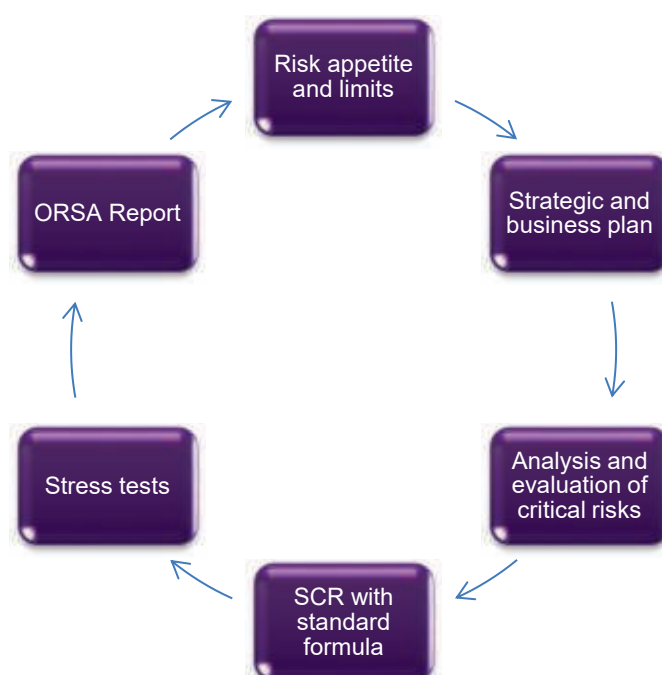 Risk appetite
and limits
Strategic and
business plan
Analysis and
evaluation of
critical risks
SCR with
standard
formula
Stress tests
ORSA Report